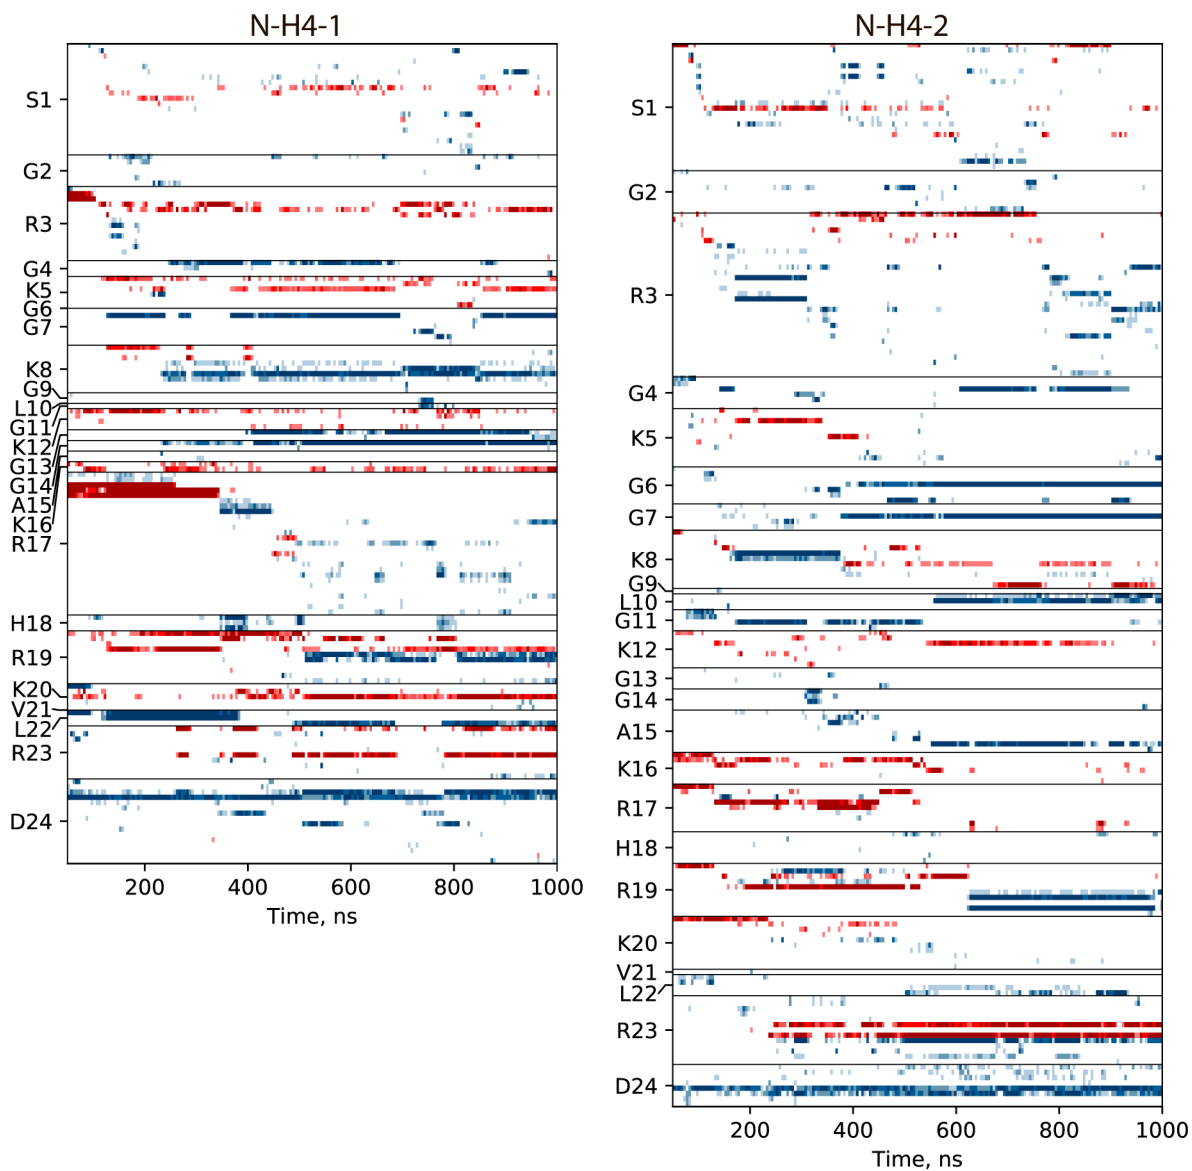 N-H4-1
S1
G2
R3
G4
K5
G6
G7
K8
G9
L10
G11
K12
G13
G14
A15
K16
R17
H18
R19
K20
V21
L22
R23
D24
200 400 600 800 1000
Time, ns
N-H4-2
S1
G2
R3
G4
K5
G6
G7
K8
G9
L10
G11
K12
G13
G14
A15
K16
R17
H18
R19
K20
V21
L22
R23
D24
200 400 600 800 1000
Time, ns